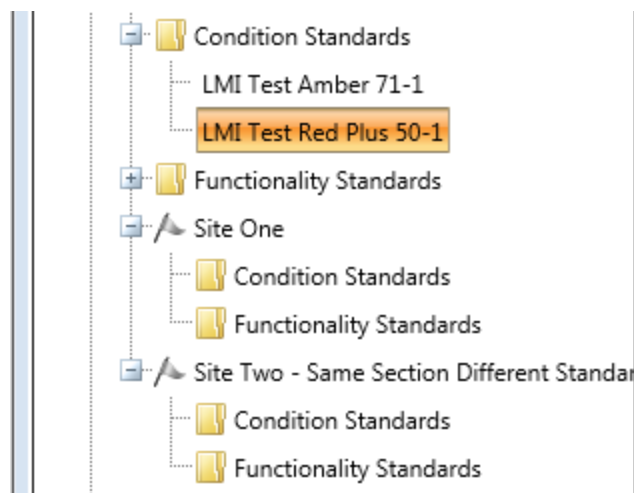 Condition Standards
LMI Test Amber 71-1
LMI Test Red Plus 50-1
Functionality Standards
Site One
Condition Standards
Functionality Standards
Site Two - Same Section Different Standar
Condition Standards
Functionality Standards